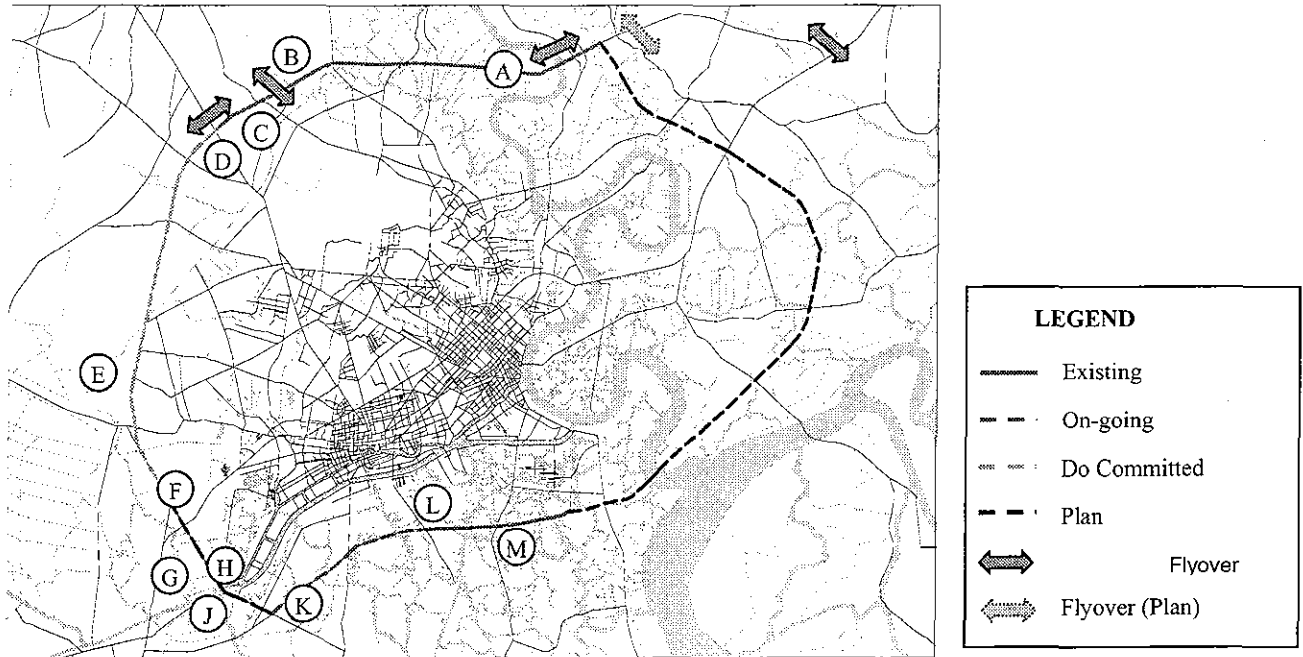 B
A
C
D
E
F
L
M
G
H
J
K
LEGEND
Existing
On-going
Do Committed
Plan
Flyover
Flyover (Plan)